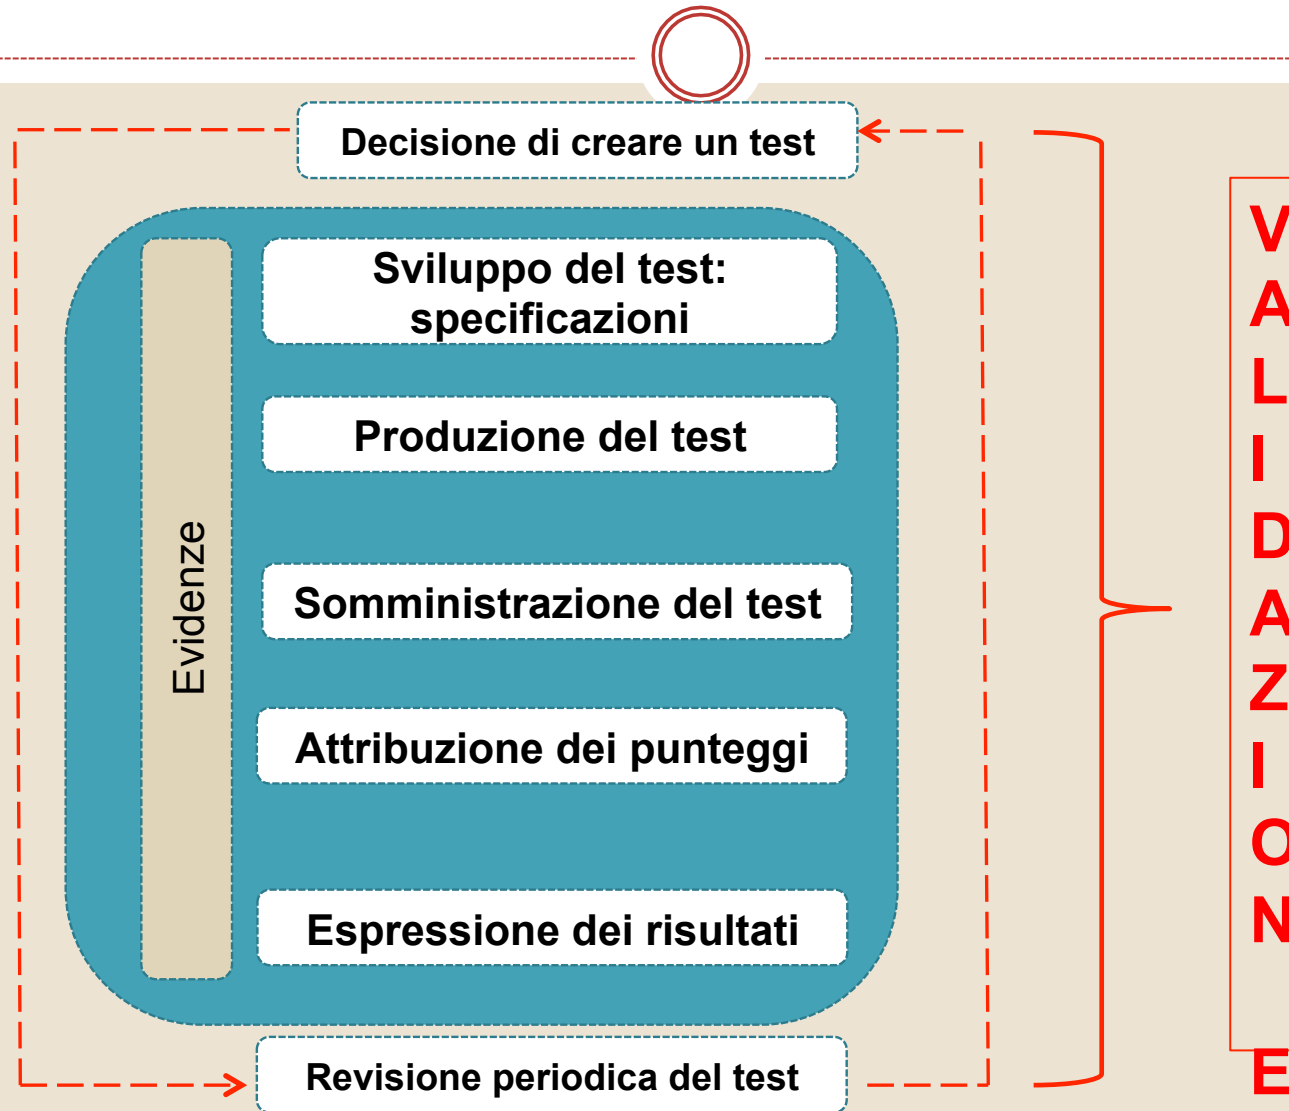 Decisione di creare un test
Evidenze
Sviluppo del test:
specificazioni
Produzione del test
Somministrazione del test
Attribuzione dei punteggi
Espressione dei risultati
Revisione periodica del test
V
A
L
I
D
A
Z
I
O
N
E